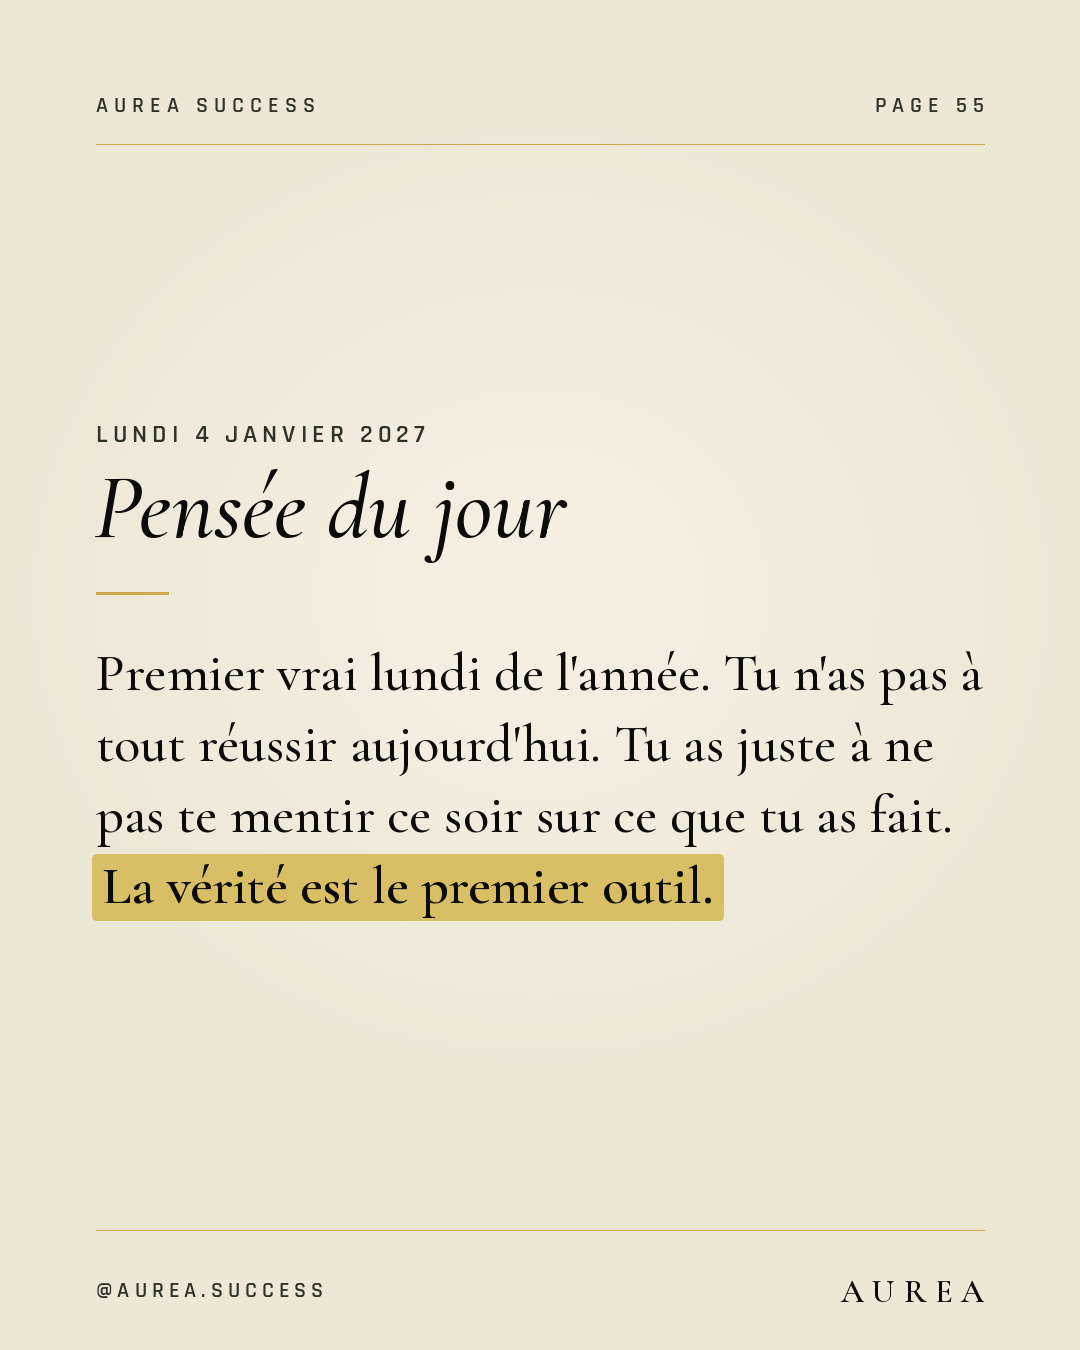 AUREA SUCCESS
PAGE 55
LUNDI 4 JANVIER 2027
Pensée du jour
Premier vrai lundi de l'année. Tu n'as pas à
tout réussir aujourd'hui. Tu as juste à ne
pas te mentir ce soir sur ce que tu as fait.
La vérité est le premier outil.
@AUREA.SUCCESS
AUREA